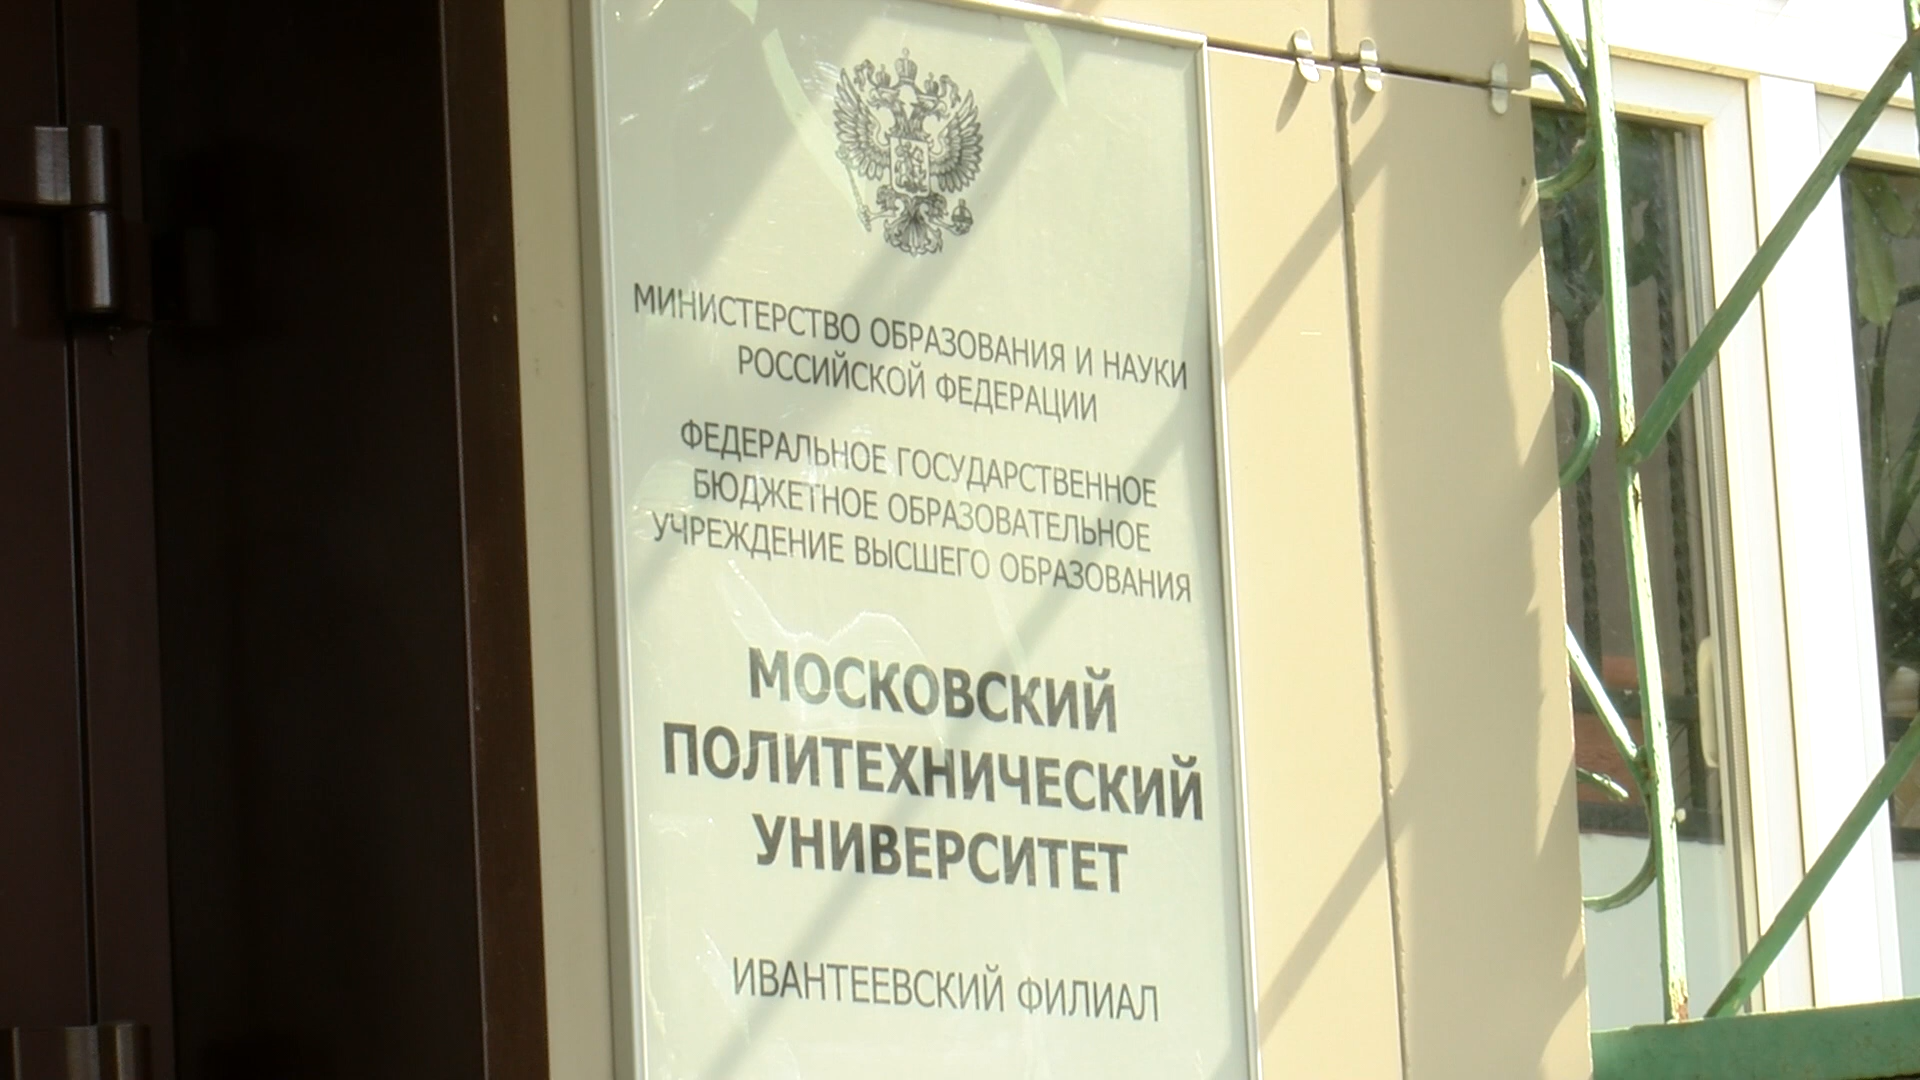 МИНИСТЕРСТВО ОБРАЗОВАНИЯ И НАУКИ
РОССИЙСКОЙ ФЕДЕРАЦИИ
ФЕДЕРАЛЬНОЕ ГОСУДАРСТВЕННОЕ
БЮДЖЕТНОЕ ОБРАЗОВАТЕЛЬНОЕ
УЧРЕЖДЕНИЕ ВЫСШЕГО ОБРАЗОВАНИЯ
МОСКОВСКИЙ
ПОЛИТЕХНИЧЕСКИЙ
УНИВЕРСИТЕТ
ИВАНТЕЕВСКИЙ ФИЛИАЛ